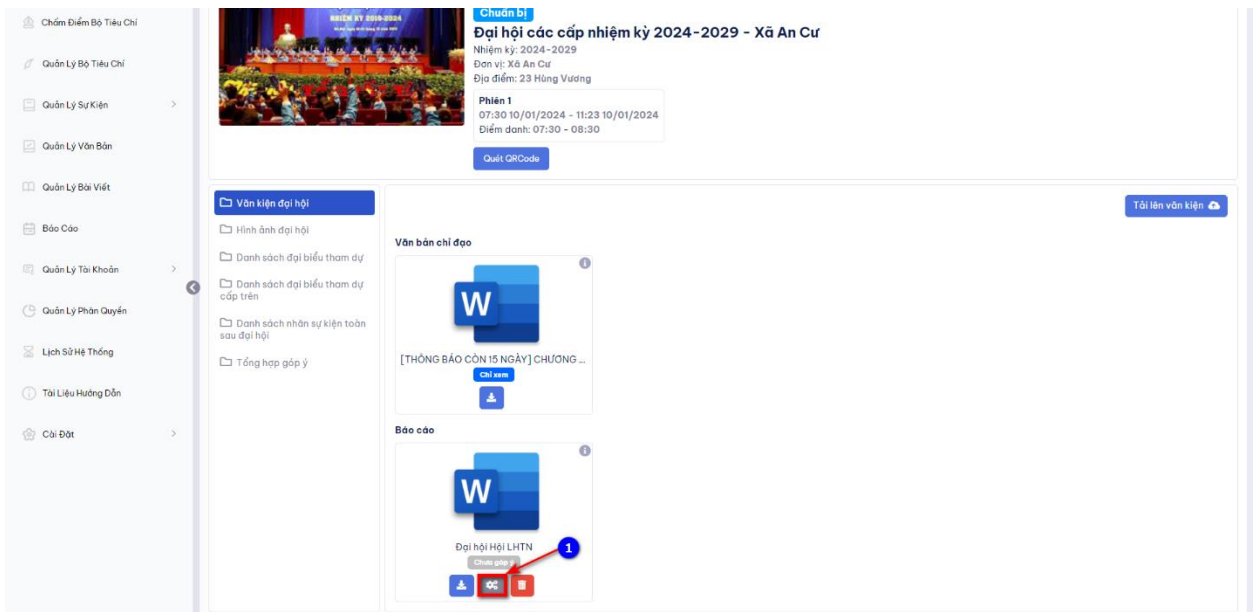 Chấm Điểm Bộ Tiêu Chí
Quản Lý Bộ Tiêu Chí
Quản Lý Sự Kiện
Quản Lý Văn Bản
Quản Lý Bài Viết
Báo Cáo
Quản Lý Tài Khoản
Quản Lý Phân Quyền
Lịch Sử Hệ Thống
Tài Liệu Hướng Dẫn
Cài Đặt
NHIỆM KỲ 2019-2024
Chuẩn bị
Đại hội các cấp nhiệm kỳ 2024-2029 - Xã An Cư
Nhiệm kỳ: 2024-2029
Đơn vị: Xã An Cư
Địa điểm: 23 Hùng Vương
Phiên 1
07:30 10/01/2024 - 11:23 10/01/2024
Điểm danh: 07:30 - 08:30
Quét QRCode
Văn kiện đại hội
Hình ảnh đại hội
Danh sách đại biểu tham dự
Danh sách đại biểu tham dự
cấp trên
Danh sách nhân sự kiện toàn
sau đại hội
Tổng hợp góp ý
Tải lên văn kiện
Văn bản chỉ đạo
W
[THÔNG BÁO CÒN 15 NGÀY] CHƯƠNG ...
Chỉ xem
Báo cáo
W
Đại hội Hội LHTN
1
Chưa góp ý